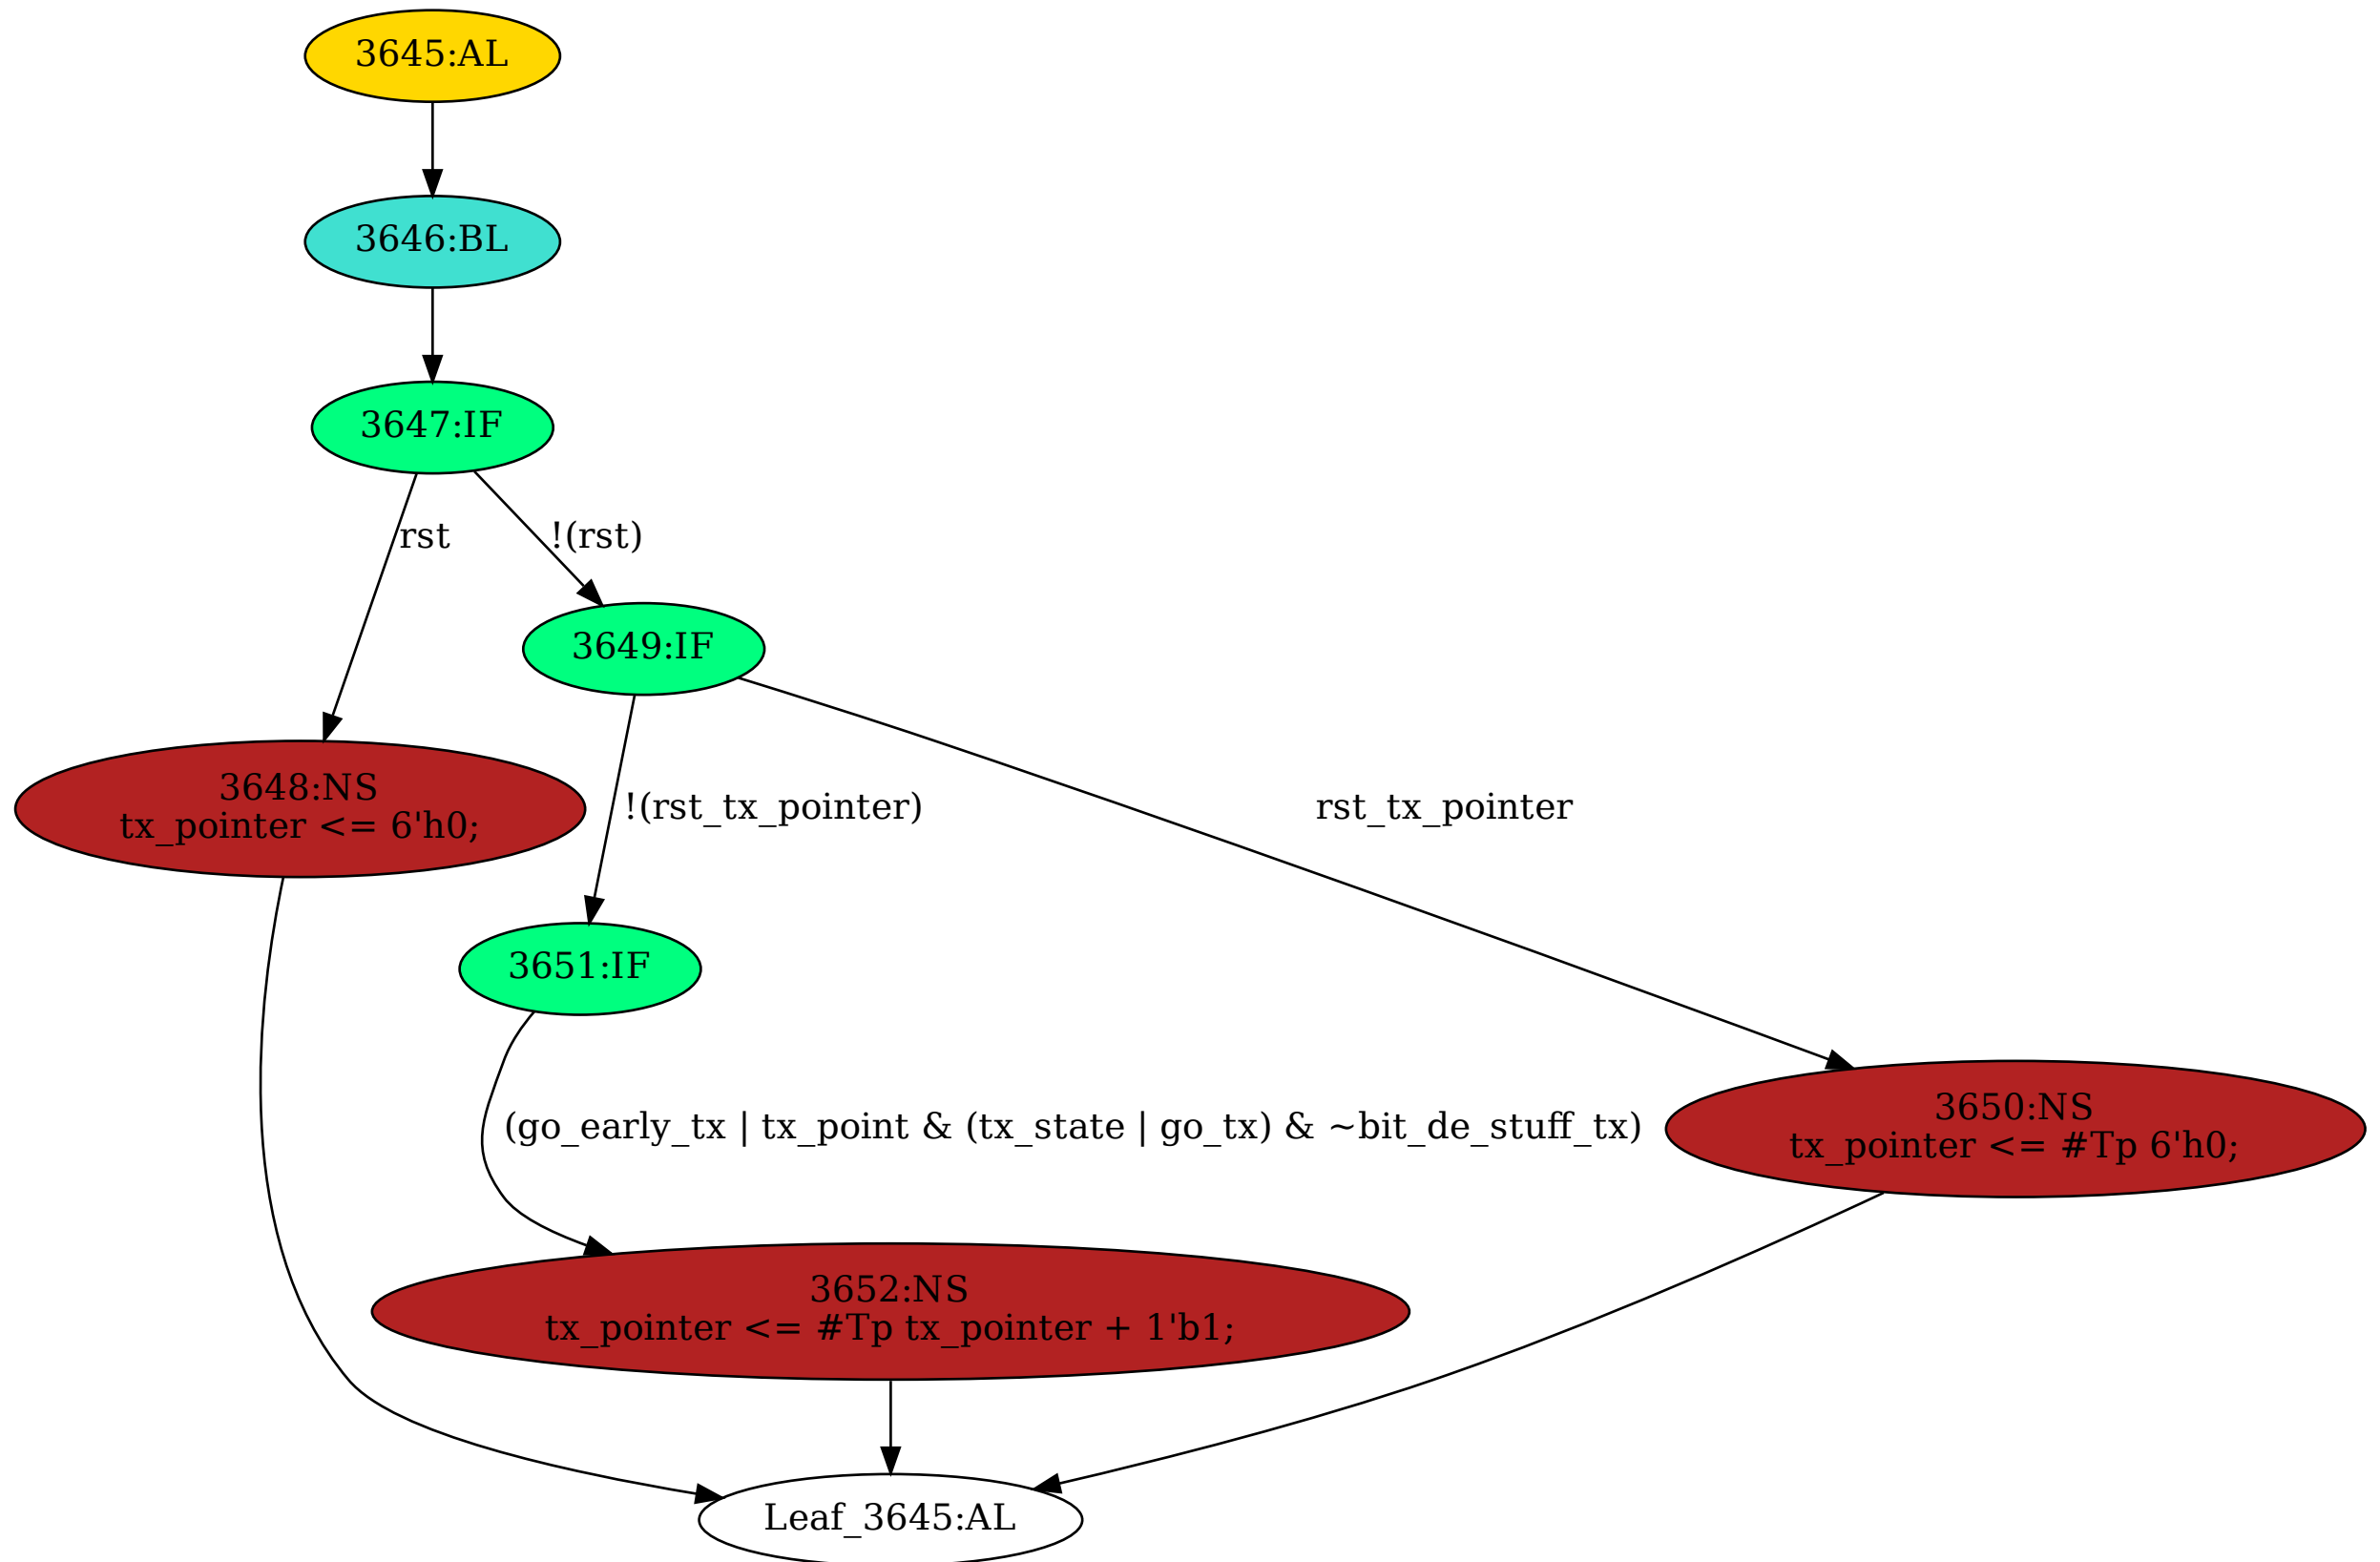 3645:AL
3646:BL
3647:IF
rst
!(rst)
3649:IF
3648:NS
tx_pointer <= 6'h0;
!(rst_tx_pointer)
rst_tx_pointer
3651:IF
(go_early_tx | tx_point & (tx_state | go_tx) & ~bit_de_stuff_tx)
3650:NS
tx_pointer <= #Tp 6'h0;
3652:NS
tx_pointer <= #Tp tx_pointer + 1'b1;
Leaf_3645:AL